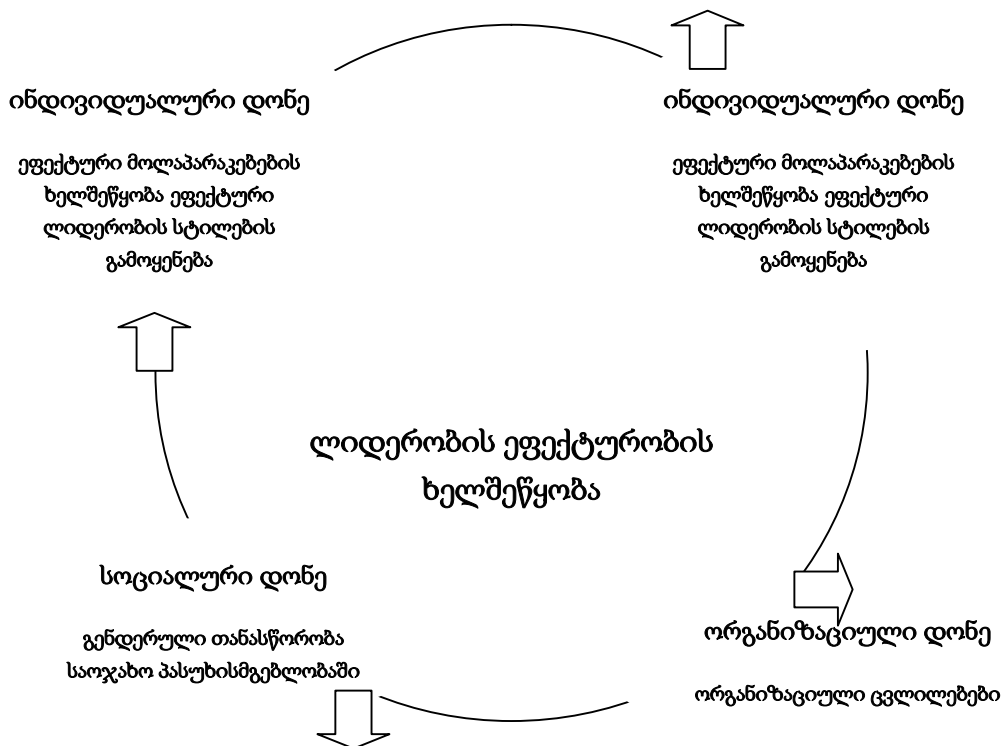 ინდივიდუალური დონე
ეფექტური მოლაპარაკებების
ხელშეწყობა ეფექტური
ლიდერობის სტილების
გამოყენება
ინდივიდუალური დონე
ეფექტური მოლაპარაკებების
ხელშეწყობა ეფექტური
ლიდერობის სტილების
გამოყენება
ლიდერობის ეფექტურობის
ხელშეწყობა
სოციალური დონე
გენდერული თანასწორობა
საოჯახო პასუხისმგებლობაში
ორგანიზაციული დონე
ორგანიზაციული ცვლილებები